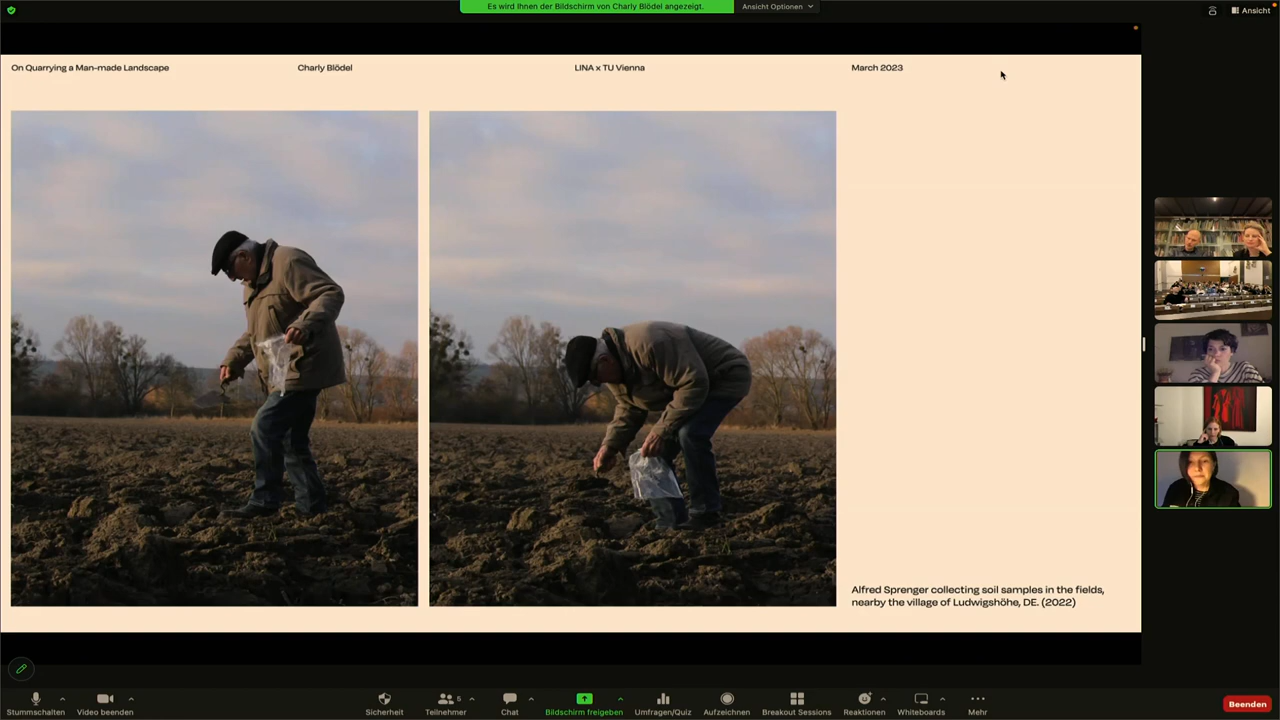 Es wird Ihnen der Bildschirm von Charly Blödel angezeigt.
Ansicht Optionen
Ansicht
On Quarrying a Man-made Landscape
Charly Blödel
LINA x TU Vienna
March 2023
Alfred Sprenger collecting soil samples in the fields,
nearby the village of Ludwigshöhe, DE. (2022)
Stummschalten
Video beenden
Sicherheit
Teilnehmer
5
Chat
Bildschirm freigeben
Umfragen/Quiz
Aufzeichnen
Breakout Sessions
Reaktionen
Whiteboards
Mehr
Beenden